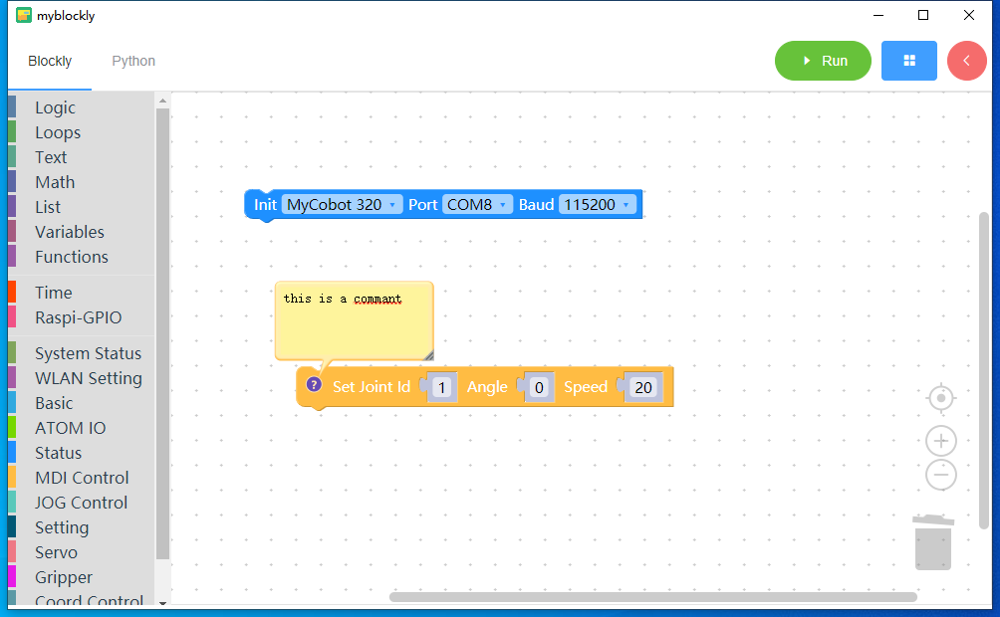 myblockly
Blockly Python Run
Logic
Loops
Text
Math
List
Variables
Functions
Time
Raspi-GPIO
System Status
WLAN Setting
Basic
ATOM IO
Status
MDI Control
JOG Control
Setting
Servo
Gripper
Coord Control
Init MyCobot 320 Port COM8 Baud 115200
this is a commant
? Set Joint Id 1 Angle 0 Speed 20